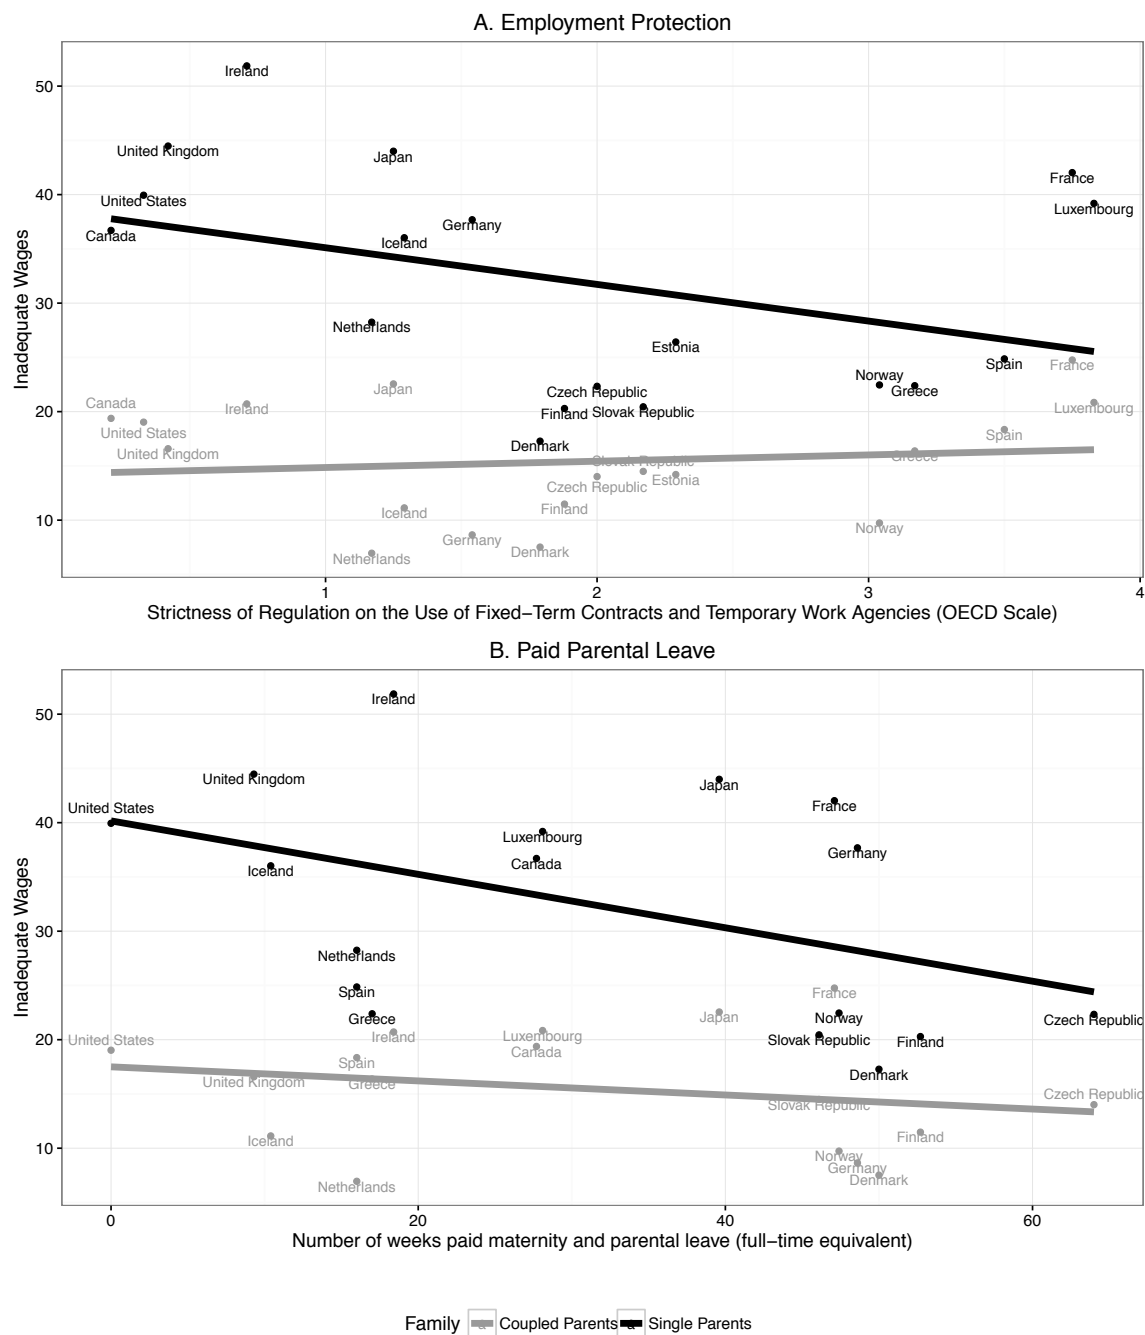 A. Employment Protection
Inadequate Wages
50
40
30
20
10
Ireland
United Kingdom
Japan
France
United States
Luxembourg
Canada
Germany
Iceland
Netherlands
Estonia
Spain
France
Norway
Czech Republic
Greece
Japan
Canada
Ireland
Finland
Slovak Republic
Luxembourg
United States
Denmark
Spain
United Kingdom
Slovak Republic
Greece
Czech Republic
Estonia
Iceland
Finland
Norway
Germany
Denmark
Netherlands
1
2
3
4
Strictness of Regulation on the Use of Fixed−Term Contracts and Temporary Work Agencies (OECD Scale)
B. Paid Parental Leave
Inadequate Wages
50
40
30
20
10
Ireland
United Kingdom
Japan
United States
France
Luxembourg
Canada
Germany
Iceland
Netherlands
Spain
France
Greece
Norway
Czech Republic
Japan
United States
Ireland
Luxembourg
Slovak Republic
Finland
Canada
Spain
Denmark
United Kingdom
Greece
Czech Republic
Slovak Republic
Iceland
Finland
Norway
Germany
Netherlands
Denmark
0
20
40
60
Number of weeks paid maternity and parental leave (full−time equivalent)
Family a Coupled Parents a Single Parents